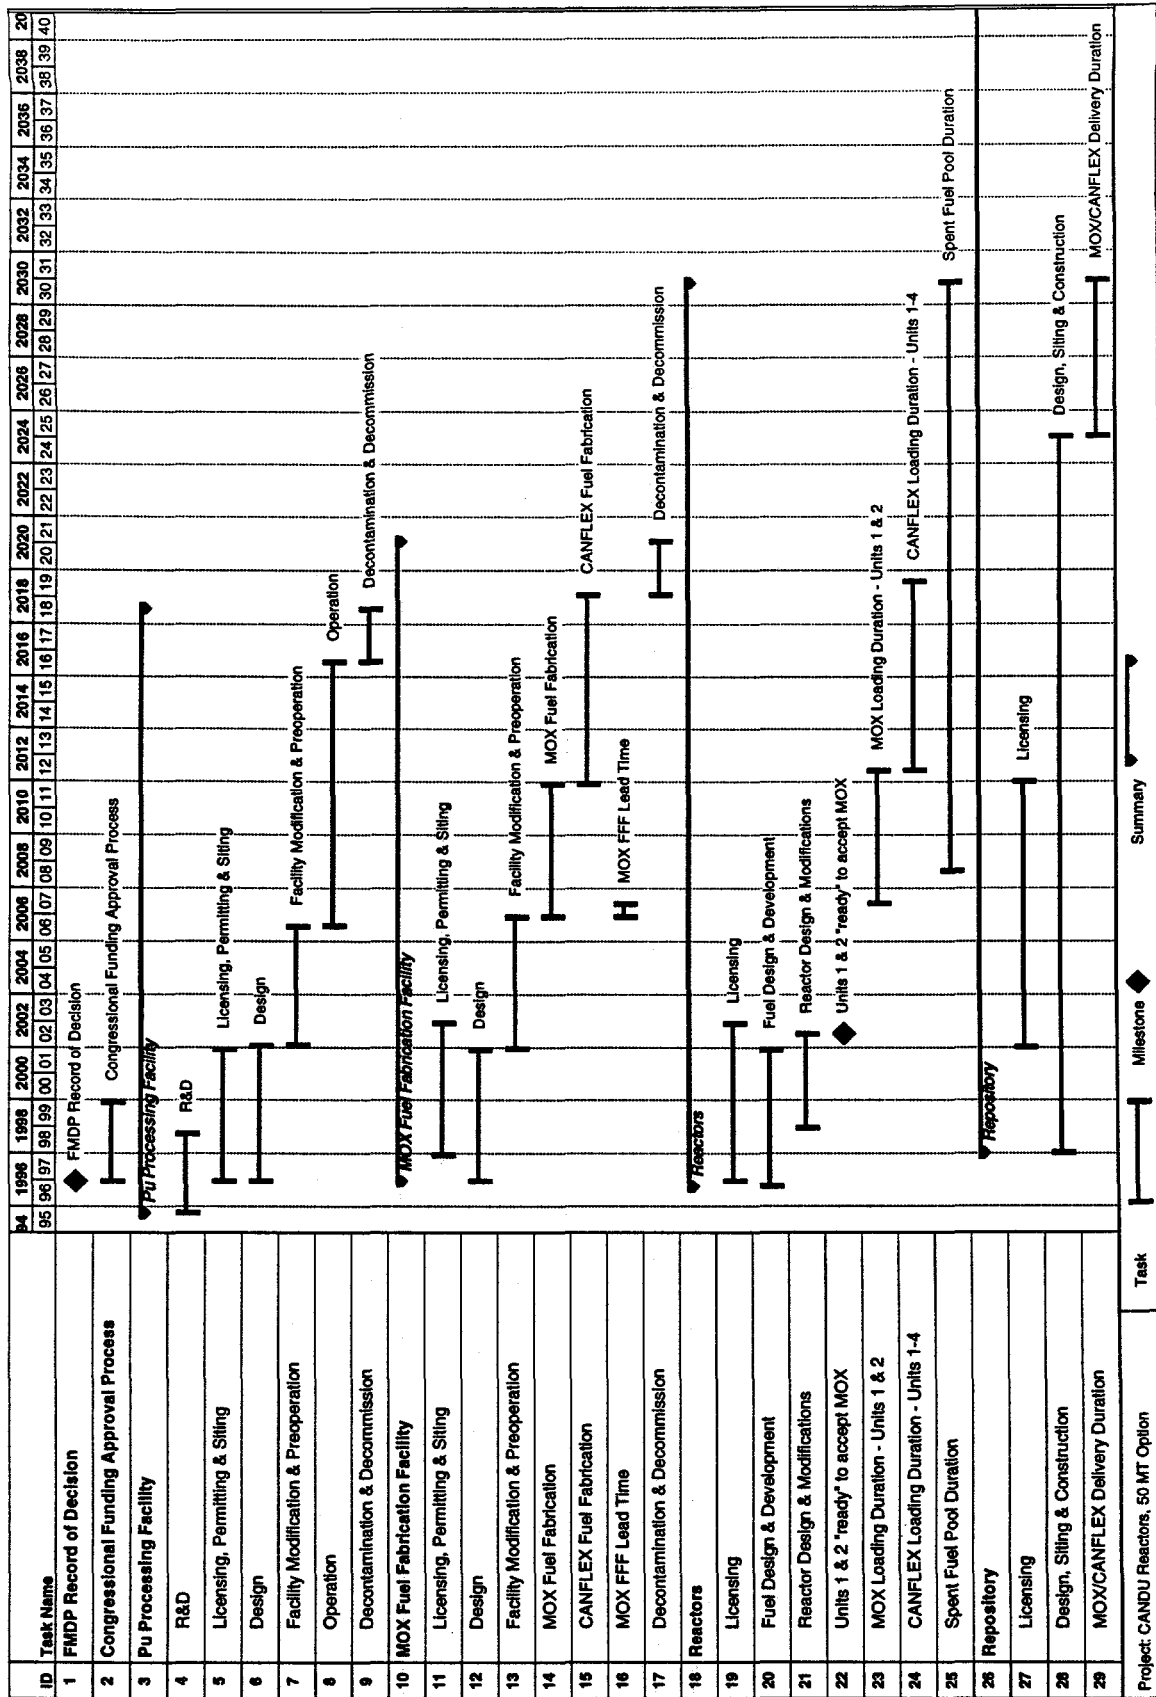 ID Task Name 94 1996 1998 2000 2002 2004 2006 2008 2010 2012 2014 2016 2018 2020 2022 2024 2026 2028 2030 2032 2034 2036 2038 20
95 96 97 98 99 00 01 02 03 04 05 06 07 08 09 10 11 12 13 14 15 16 17 18 19 20 21 22 23 24 25 26 27 28 29 30 31 32 33 34 35 36 37 38 39 40
1 FMDP Record of Decision FMDP Record of Decision
2 Congressional Funding Approval Process Congressional Funding Approval Process
3 Pu Processing Facility Pu Processing Facility
4 R&D R&D
5 Licensing, Permitting & Siting Licensing, Permitting & Siting
6 Design Design
7 Facility Modification & Preoperation Facility Modification & Preoperation
8 Operation Operation
9 Decontamination & Decommission Decontamination & Decommission
10 MOX Fuel Fabrication Facility MOX Fuel Fabrication Facility
11 Licensing, Permitting & Siting Licensing, Permitting & Siting
12 Design Design
13 Facility Modification & Preoperation Facility Modification & Preoperation
14 MOX Fuel Fabrication MOX Fuel Fabrication
15 CANFLEX Fuel Fabrication CANFLEX Fuel Fabrication
16 MOX FFF Lead Time MOX FFF Lead Time
17 Decontamination & Decommission Decontamination & Decommission
18 Reactors Reactors
19 Licensing Licensing
20 Fuel Design & Development Fuel Design & Development
21 Reactor Design & Modifications Reactor Design & Modifications
22 Units 1 & 2 "ready" to accept MOX Units 1 & 2 "ready" to accept MOX
23 MOX Loading Duration - Units 1 & 2 MOX Loading Duration - Units 1 & 2
24 CANFLEX Loading Duration - Units 1-4 CANFLEX Loading Duration - Units 1-4
25 Spent Fuel Pool Duration Spent Fuel Pool Duration
26 Repository Repository
27 Licensing Licensing
28 Design, Siting & Construction Design, Siting & Construction
29 MOX/CANFLEX Delivery Duration MOX/CANFLEX Delivery Duration
Project: CANDU Reactors, 50 MT Option Task Milestone Summary